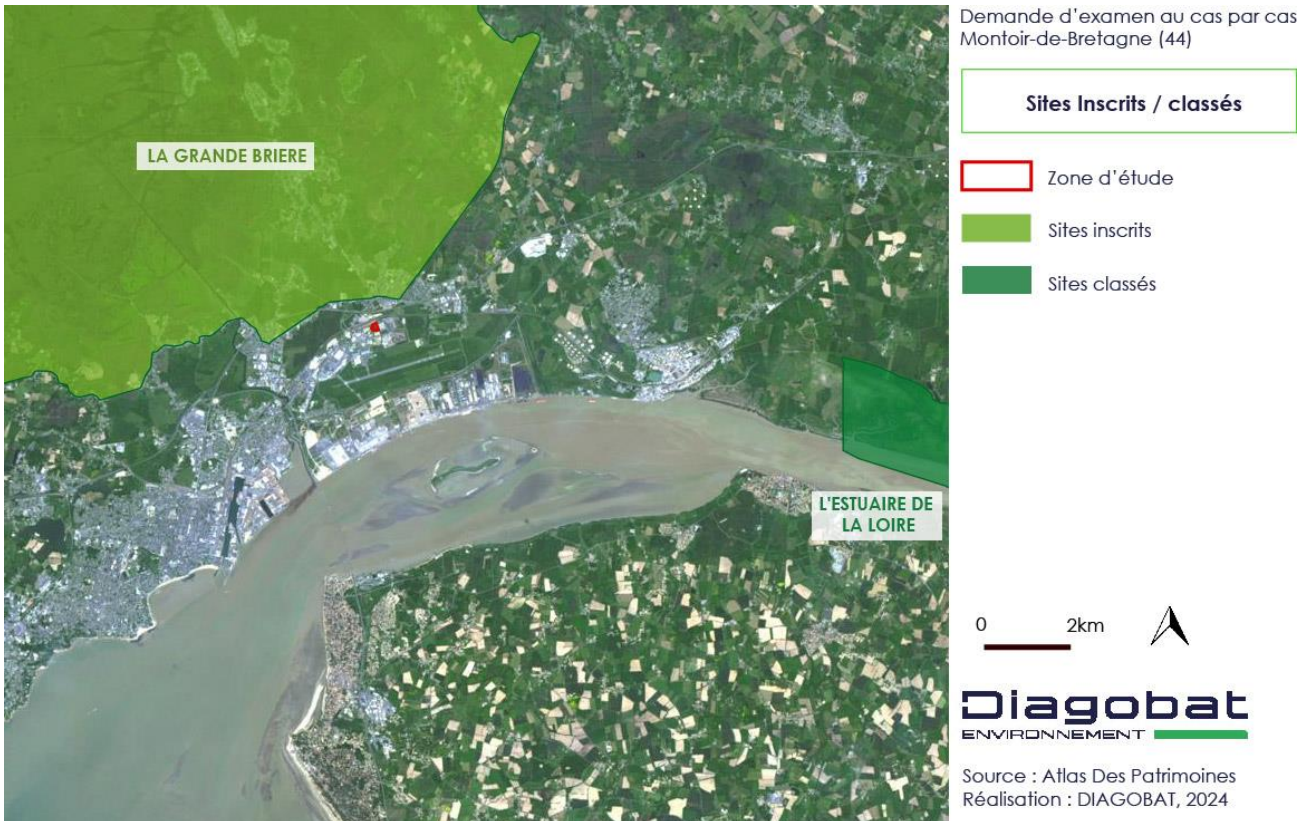 Demande d'examen au cas par cas
Montoir-de-Bretagne (44)
Sites Inscrits / classés
Zone d'étude
Sites inscrits
Sites classés
LA GRANDE BRIERE
L'ESTUAIRE DE
LA LOIRE
0 2km
Diagobat
ENVIRONNEMENT
Source : Atlas Des Patrimoines
Réalisation : DIAGOBAT, 2024